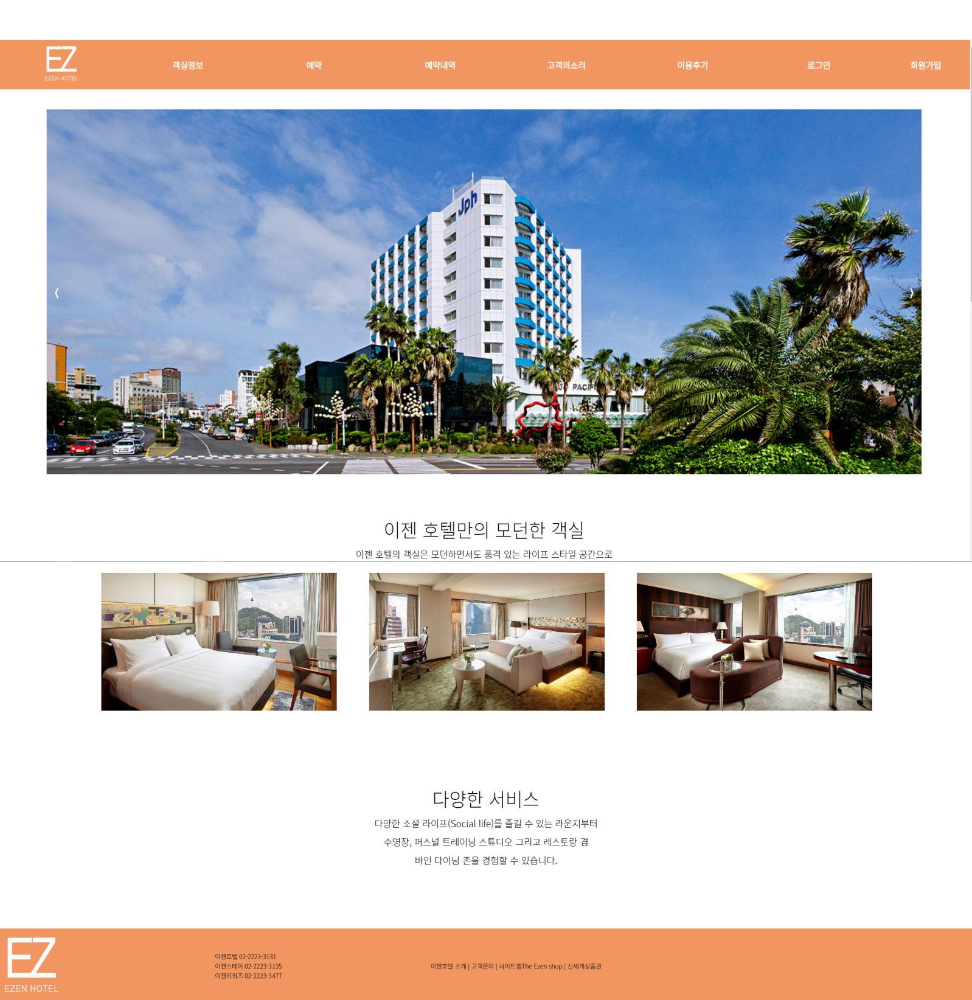 EZ
EZEN HOTEL
객실정보
예약
예약내역
고객의소리
이용후기
로그인
회원가입
Jph
PACIFI
이젠 호텔만의 모던한 객실
이젠 호텔의 객실은 모던하면서도 품격 있는 라이프 스타일 공간으로
다양한 서비스
다양한 소셜 라이프(Social life)를 즐길 수 있는 라운지부터
수영장, 퍼스널 트레이닝 스튜디오 그리고 레스토랑 겸
바인 다이닝 존을 경험할 수 있습니다.
EZ
EZEN HOTEL
이젠호텔 02-2223-3131
이젠스테이 02-2223-3135
이젠리워즈 02-2223-3477
이젠호텔 소개 | 고객문의 | 사이트맵The Ezen shop | 신세계상품권